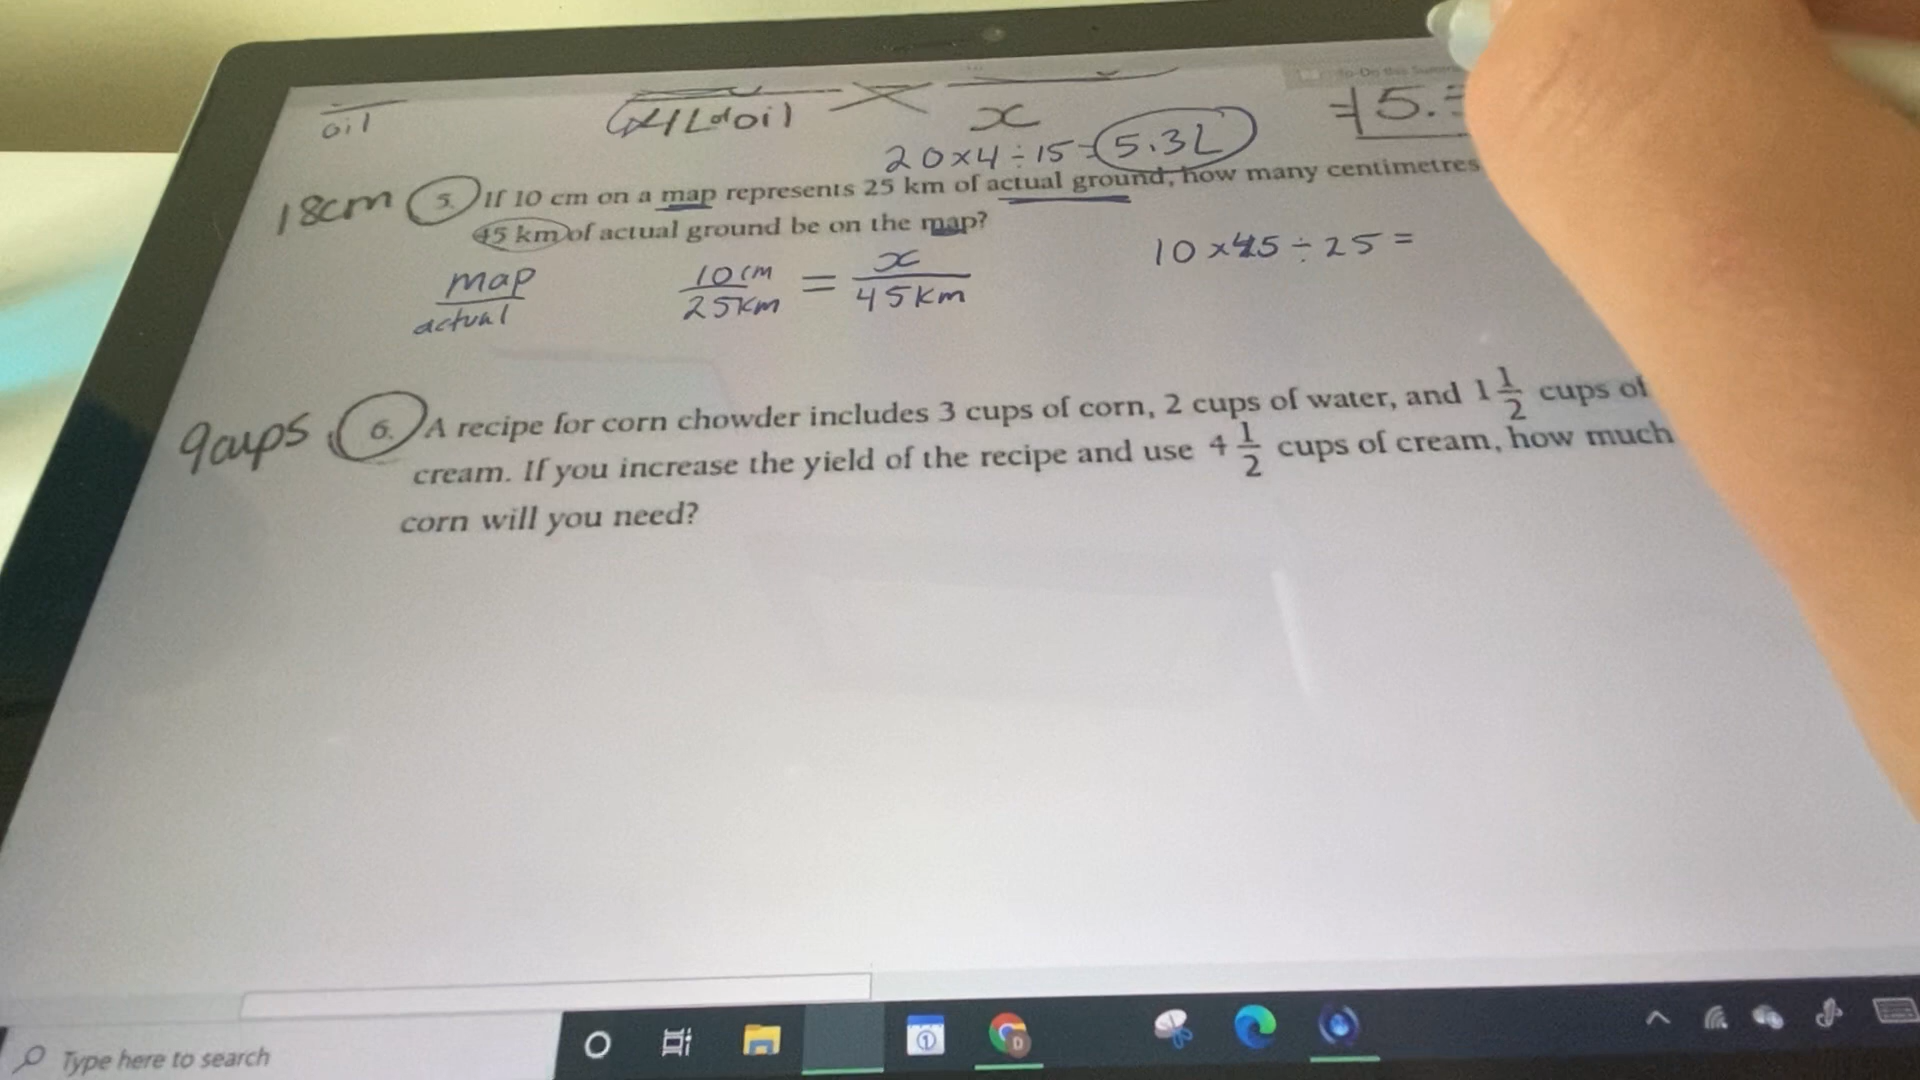 oil
4L of oil
x
= 5.3
20 x 4 ÷ 15 = 5.3L
18cm
5. If 10 cm on a map represents 25 km of actual ground, how many centimetres
45 km of actual ground be on the map?
map
actual
10cm
25km
=
x
45km
10 x 45 ÷ 25 =
9cups
6. A recipe for corn chowder includes 3 cups of corn, 2 cups of water, and 1 1/2 cups of
cream. If you increase the yield of the recipe and use 4 1/2 cups of cream, how much
corn will you need?
Type here to search